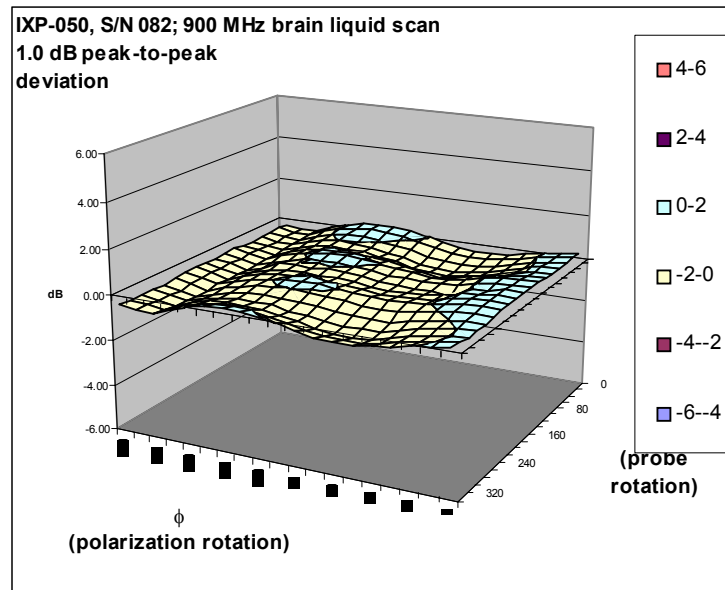 IXP-050, S/N 082; 900 MHz brain liquid scan
1.0 dB peak-to-peak
deviation
6.00
4.00
2.00
0.00
-2.00
-4.00
-6.00
dB
0
80
160
240
320
(probe
rotation)
ϕ
(polarization rotation)
4-6
2-4
0-2
-2-0
-4--2
-6--4